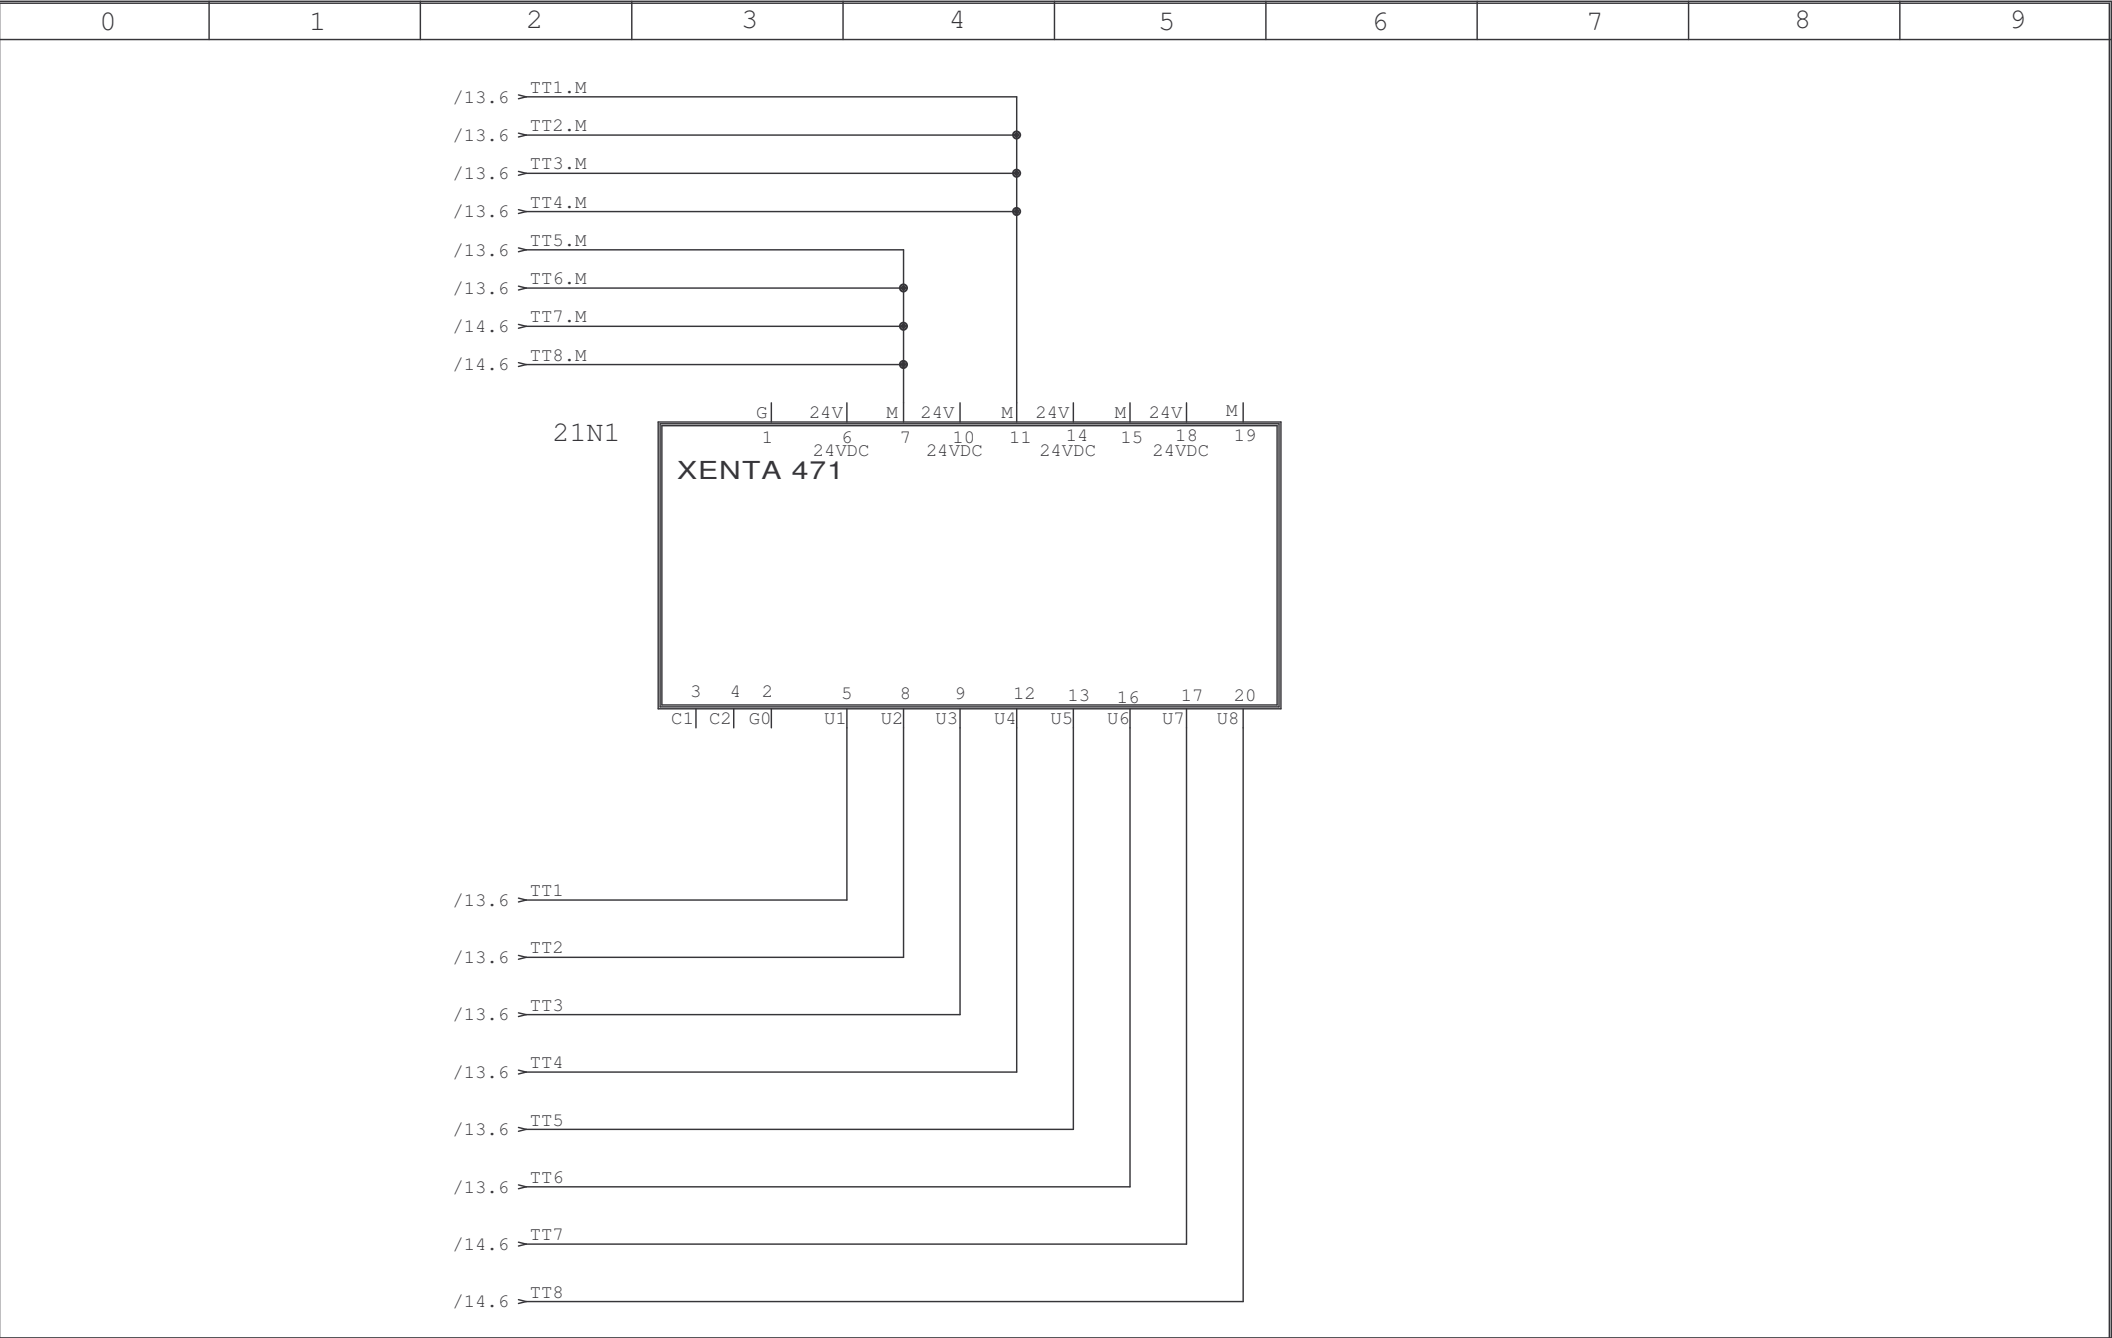 0 1 2 3 4 5 6 7 8 9
/13.6 TT1.M
/13.6 TT2.M
/13.6 TT3.M
/13.6 TT4.M
/13.6 TT5.M
/13.6 TT6.M
/14.6 TT7.M
/14.6 TT8.M
G 24V M 24V M 24V M 24V M
21N1
1 6 7 10 11 14 15 18 19
24VDC 24VDC 24VDC 24VDC
XENTA 471
3 4 2 5 8 9 12 13 16 17 20
C1 C2 G0 U1 U2 U3 U4 U5 U6 U7 U8
/13.6 TT1
/13.6 TT2
/13.6 TT3
/13.6 TT4
/13.6 TT5
/13.6 TT6
/14.6 TT7
/14.6 TT8